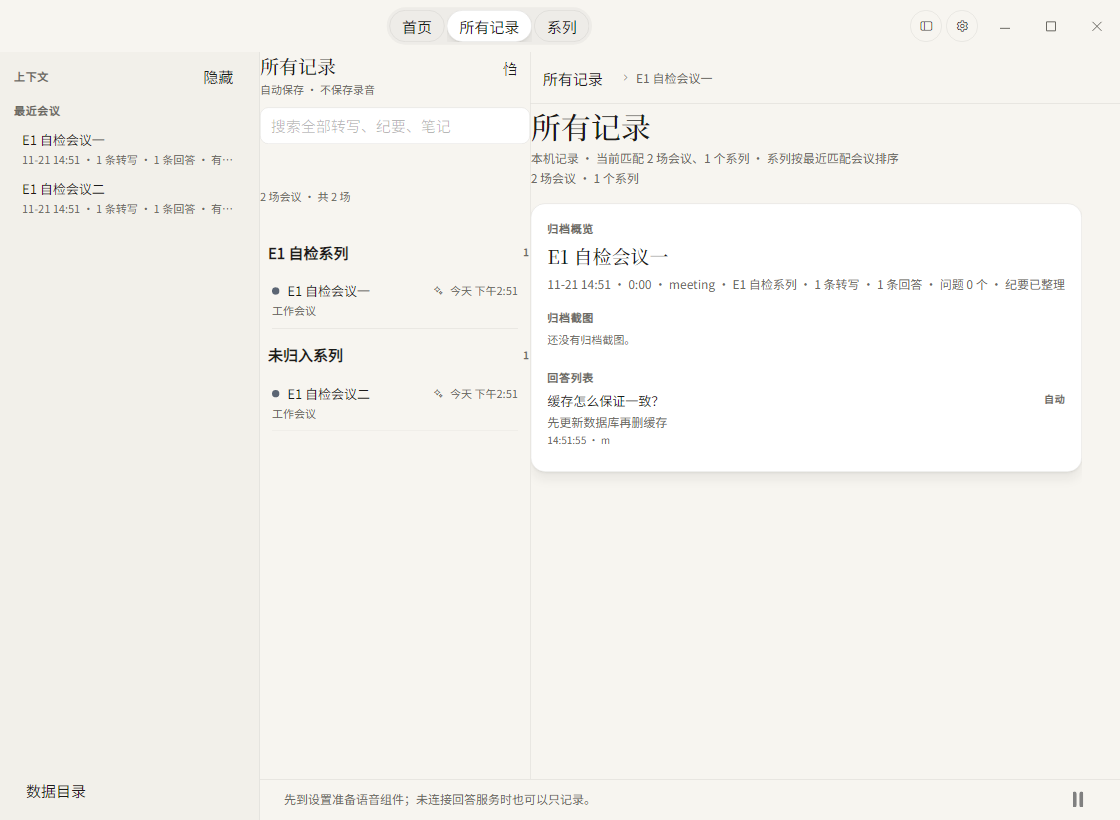 首页 所有记录 系列
上下文 隐藏
最近会议
E1 自检会议一
11-21 14:51 · 1 条转写 · 1 条回答 · 有…
E1 自检会议二
11-21 14:51 · 1 条转写 · 1 条回答 · 有…
数据目录
所有记录
自动保存 · 不保存录音
搜索全部转写、纪要、笔记
2 场会议 · 共 2 场
E1 自检系列 1
E1 自检会议一 今天 下午2:51
工作会议
未归入系列 1
E1 自检会议二 今天 下午2:51
工作会议
所有记录 › E1 自检会议一
所有记录
本机记录 · 当前匹配 2 场会议、1 个系列 · 系列按最近匹配会议排序
2 场会议 · 1 个系列
归档概览
E1 自检会议一
11-21 14:51 · 0:00 · meeting · E1 自检系列 · 1 条转写 · 1 条回答 · 问题 0 个 · 纪要已整理
归档截图
还没有归档截图。
回答列表
缓存怎么保证一致？ 自动
先更新数据库再删缓存
14:51:55 · m
先到设置准备语音组件；未连接回答服务时也可以只记录。